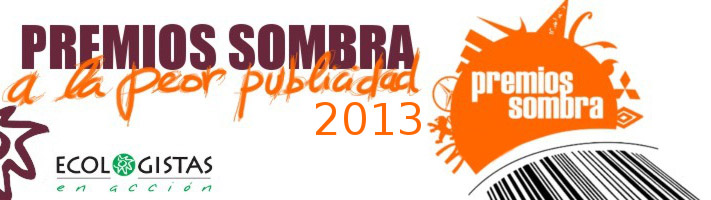 PREMIOS SOMBRA
a la peor publicidad
2013
ECOLOGISTAS
en acción
premios
sombra